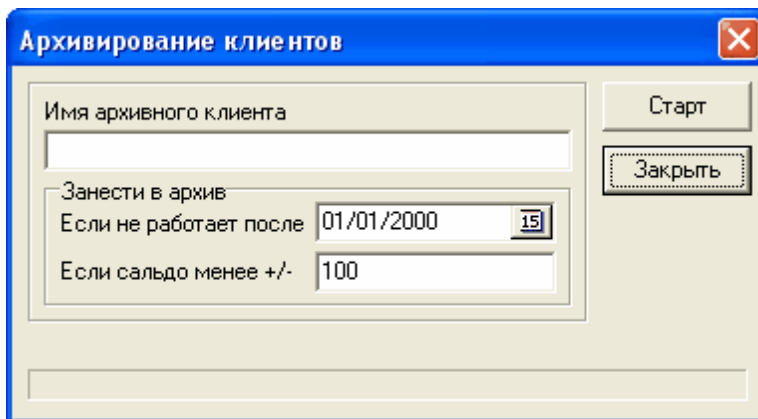 Архивирование клиентов
Имя архивного клиента
Старт
Закрыть
Занести в архив
Если не работает после 01/01/2000 15
Если сальдо менее +/- 100